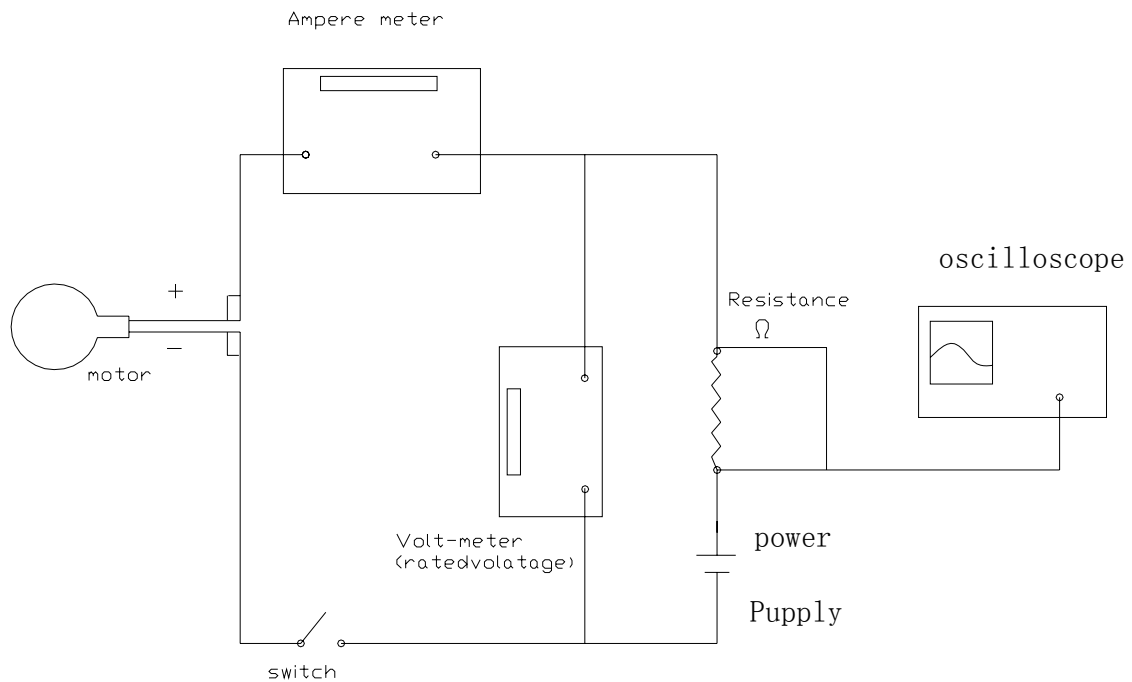 Ampere meter
oscilloscope
+
Resistance
Ω
−
motor
Volt-meter
(ratedvolatage)
power
Pupply
switch